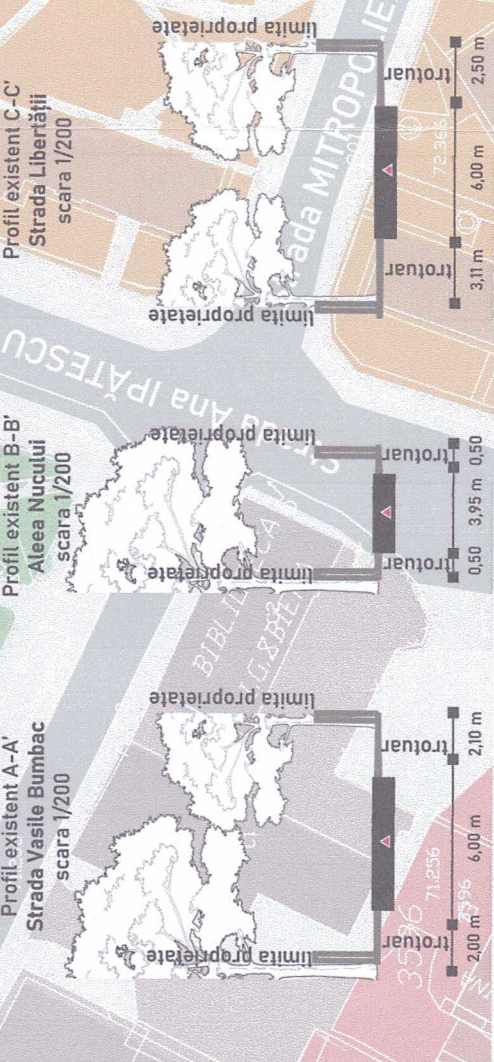 Profil existent A-A'
Strada Vasile Bumbac
scara 1/200
limita proprietate
limita proprietate
trotuar
trotuar
2,00 m
6,00 m
2,10 m
Profil existent B-B'
Aleea Nucului
scara 1/200
limita proprietate
limita proprietate
trotuar
trotuar
0,50
3,95 m
0,50
Profil existent C-C'
Strada Libertății
scara 1/200
limita proprietate
limita proprietate
trotuar
trotuar
3,11 m
6,00 m
2,50 m
Strada Ana IPĂTESCU
Strada MITROPOLIEI
I.G.SBIERA
71.256
72.366